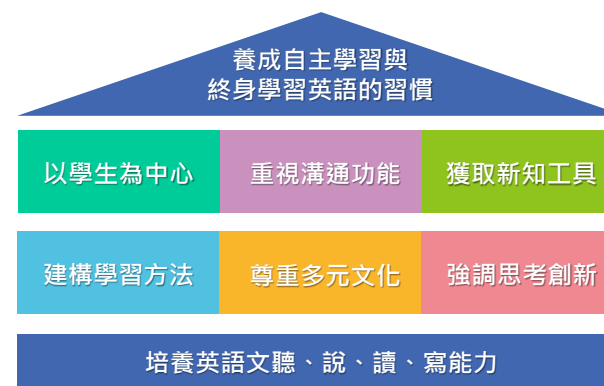 養成自主學習與
終身學習英語的習慣
以學生為中心
重視溝通功能
獲取新知工具
建構學習方法
尊重多元文化
強調思考創新
培養英語文聽、說、讀、寫能力